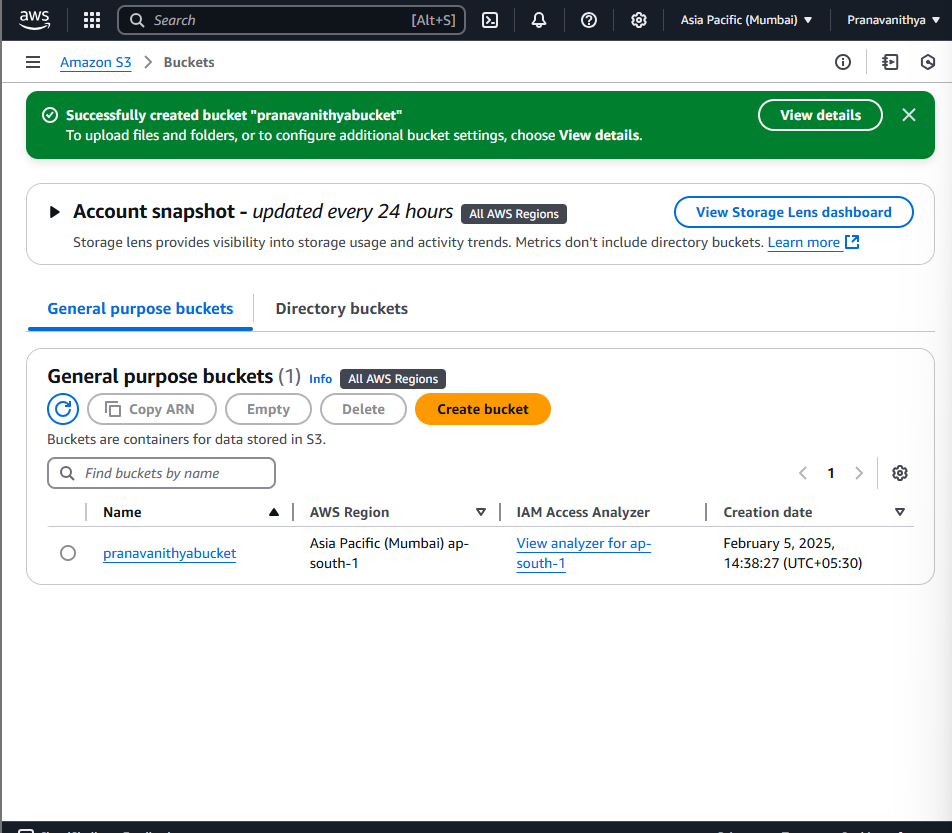 aws Search [Alt+S] Asia Pacific (Mumbai) Pranavanithya
Amazon S3 Buckets
Successfully created bucket "pranavanithyabucket"
To upload files and folders, or to configure additional bucket settings, choose View details.
View details
Account snapshot - updated every 24 hours All AWS Regions
View Storage Lens dashboard
Storage lens provides visibility into storage usage and activity trends. Metrics don't include directory buckets. Learn more
General purpose buckets Directory buckets
General purpose buckets (1) Info All AWS Regions
Copy ARN Empty Delete Create bucket
Buckets are containers for data stored in S3.
Find buckets by name 1
Name AWS Region IAM Access Analyzer Creation date
pranavanithyabucket
Asia Pacific (Mumbai) ap-
south-1
View analyzer for ap-
south-1
February 5, 2025,
14:38:27 (UTC+05:30)